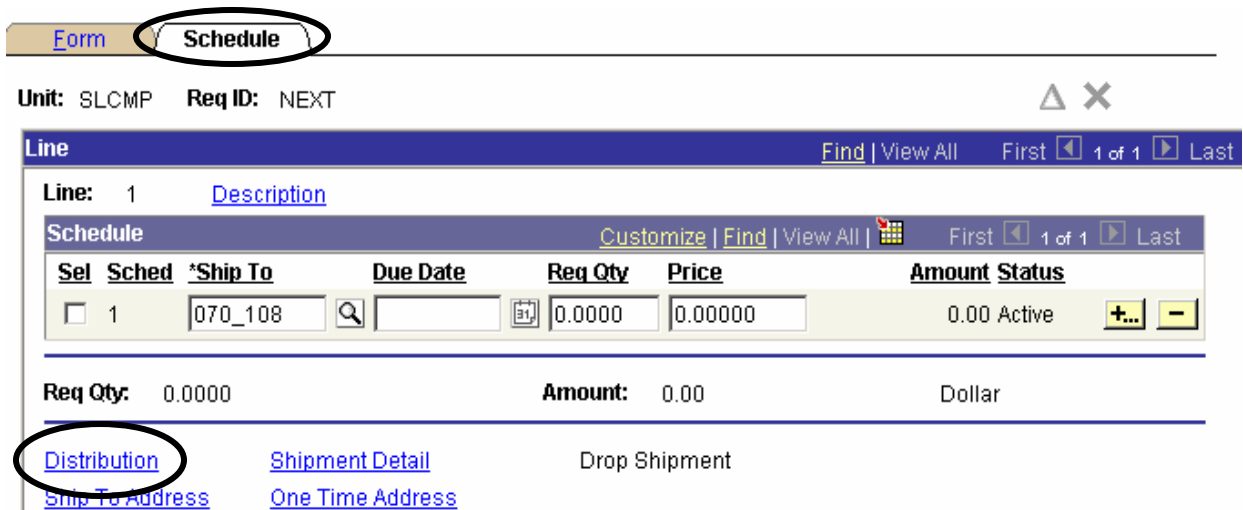 Form Schedule
Unit: SLCMP Req ID: NEXT
Line Find | View All First 1 of 1 Last
Line: 1 Description
Schedule Customize | Find | View All | First 1 of 1 Last
Sel Sched *Ship To Due Date Req Qty Price Amount Status
1 070_108 31 0.0000 0.00000 0.00 Active +... −
Req Qty: 0.0000 Amount: 0.00 Dollar
Distribution Shipment Detail Drop Shipment
Ship To Address One Time Address